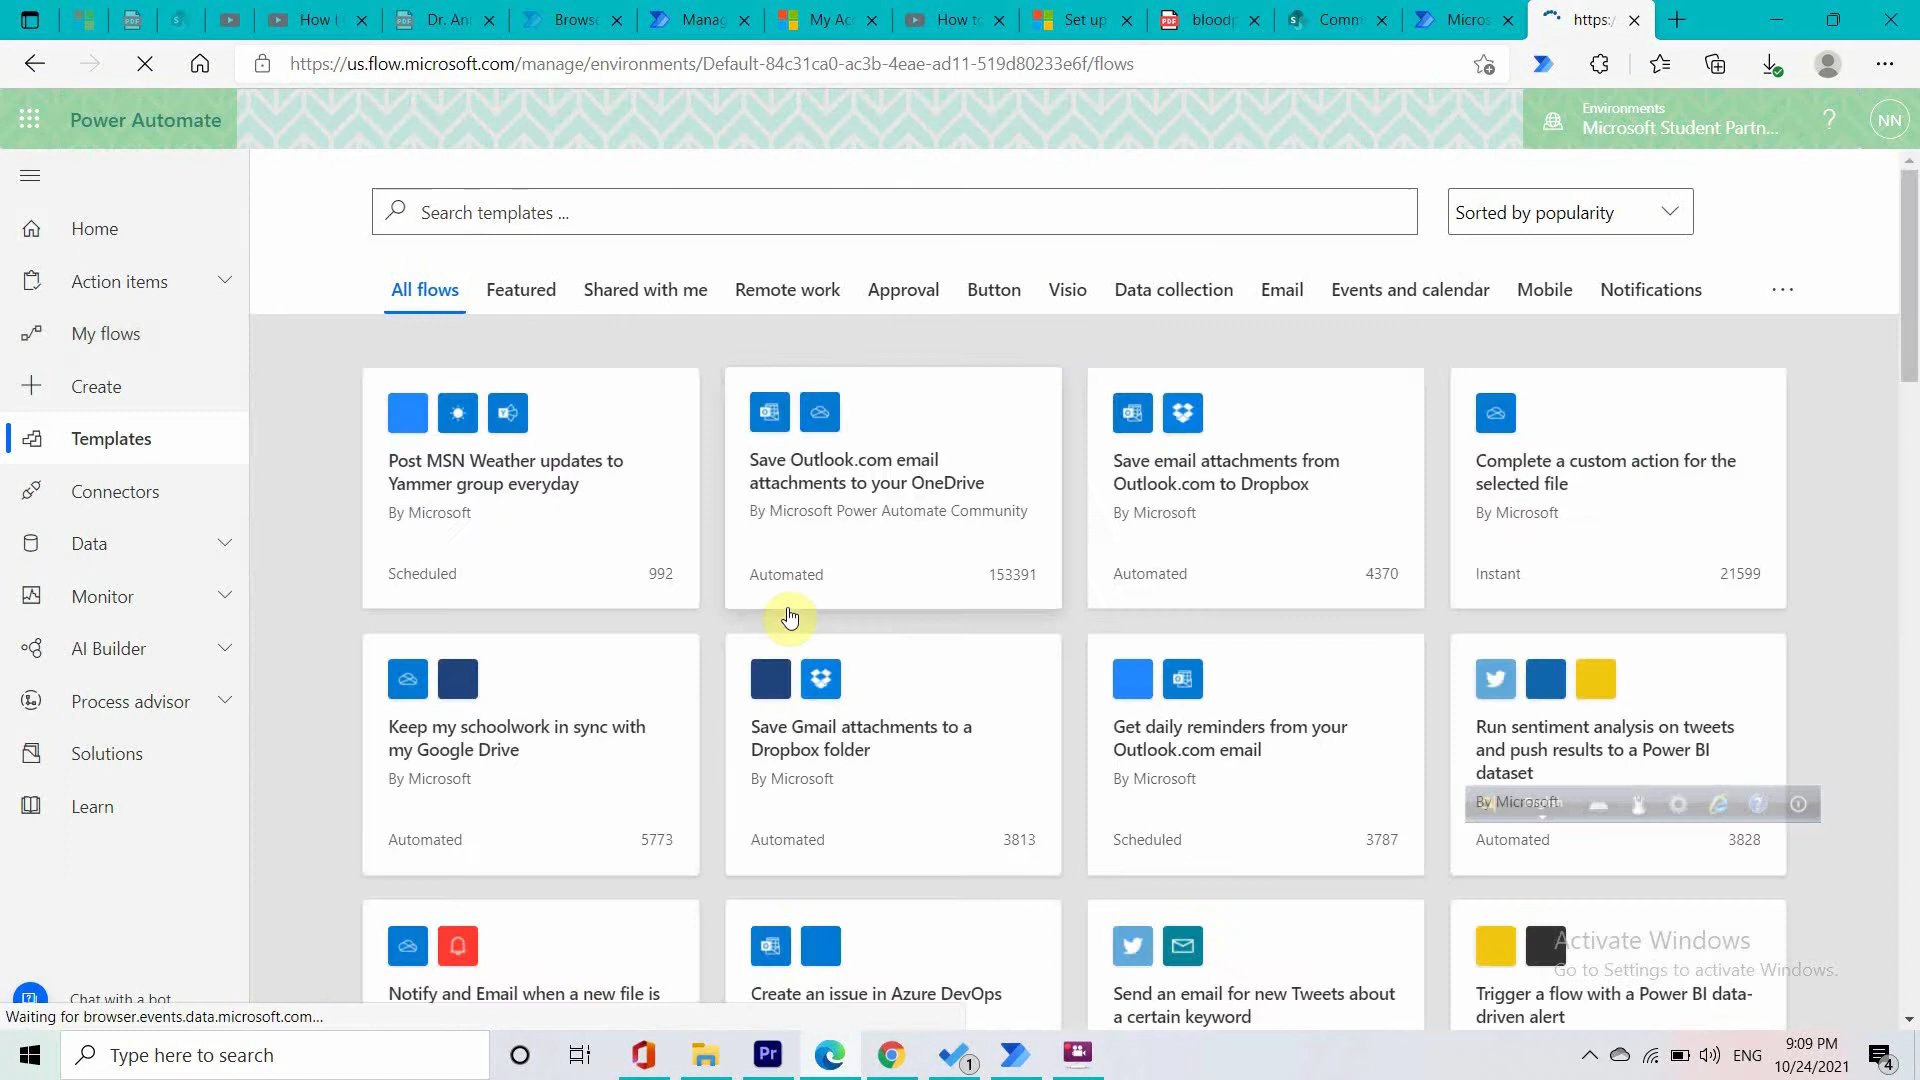 How (
Dr. An
Browse
Manag
My Acc
How to
Set up
bloodp
Comm
Micros
https:/
https://us.flow.microsoft.com/manage/environments/Default-84c31ca0-ac3b-4eae-ad11-519d80233e6f/flows
Power Automate
Environments
Microsoft Student Partn...
?
NN
Search templates ...
Sorted by popularity
Home
Action items
My flows
Create
Templates
Connectors
Data
Monitor
AI Builder
Process advisor
Solutions
Learn
Chat with a bot
All flows
Featured
Shared with me
Remote work
Approval
Button
Visio
Data collection
Email
Events and calendar
Mobile
Notifications
...
Post MSN Weather updates to
Yammer group everyday
By Microsoft
Scheduled
992
Save Outlook.com email
attachments to your OneDrive
By Microsoft Power Automate Community
Automated
153391
Save email attachments from
Outlook.com to Dropbox
By Microsoft
Automated
4370
Complete a custom action for the
selected file
By Microsoft
Instant
21599
Keep my schoolwork in sync with
my Google Drive
By Microsoft
Automated
5773
Save Gmail attachments to a
Dropbox folder
By Microsoft
Automated
3813
Get daily reminders from your
Outlook.com email
By Microsoft
Scheduled
3787
Run sentiment analysis on tweets
and push results to a Power BI
dataset
By Microsoft
Automated
3828
Notify and Email when a new file is
Create an issue in Azure DevOps
Send an email for new Tweets about
a certain keyword
Trigger a flow with a Power BI data-
driven alert
Activate Windows
Go to Settings to activate Windows.
Waiting for browser.events.data.microsoft.com...
Type here to search
Pr
1
ENG
9:09 PM
10/24/2021
4